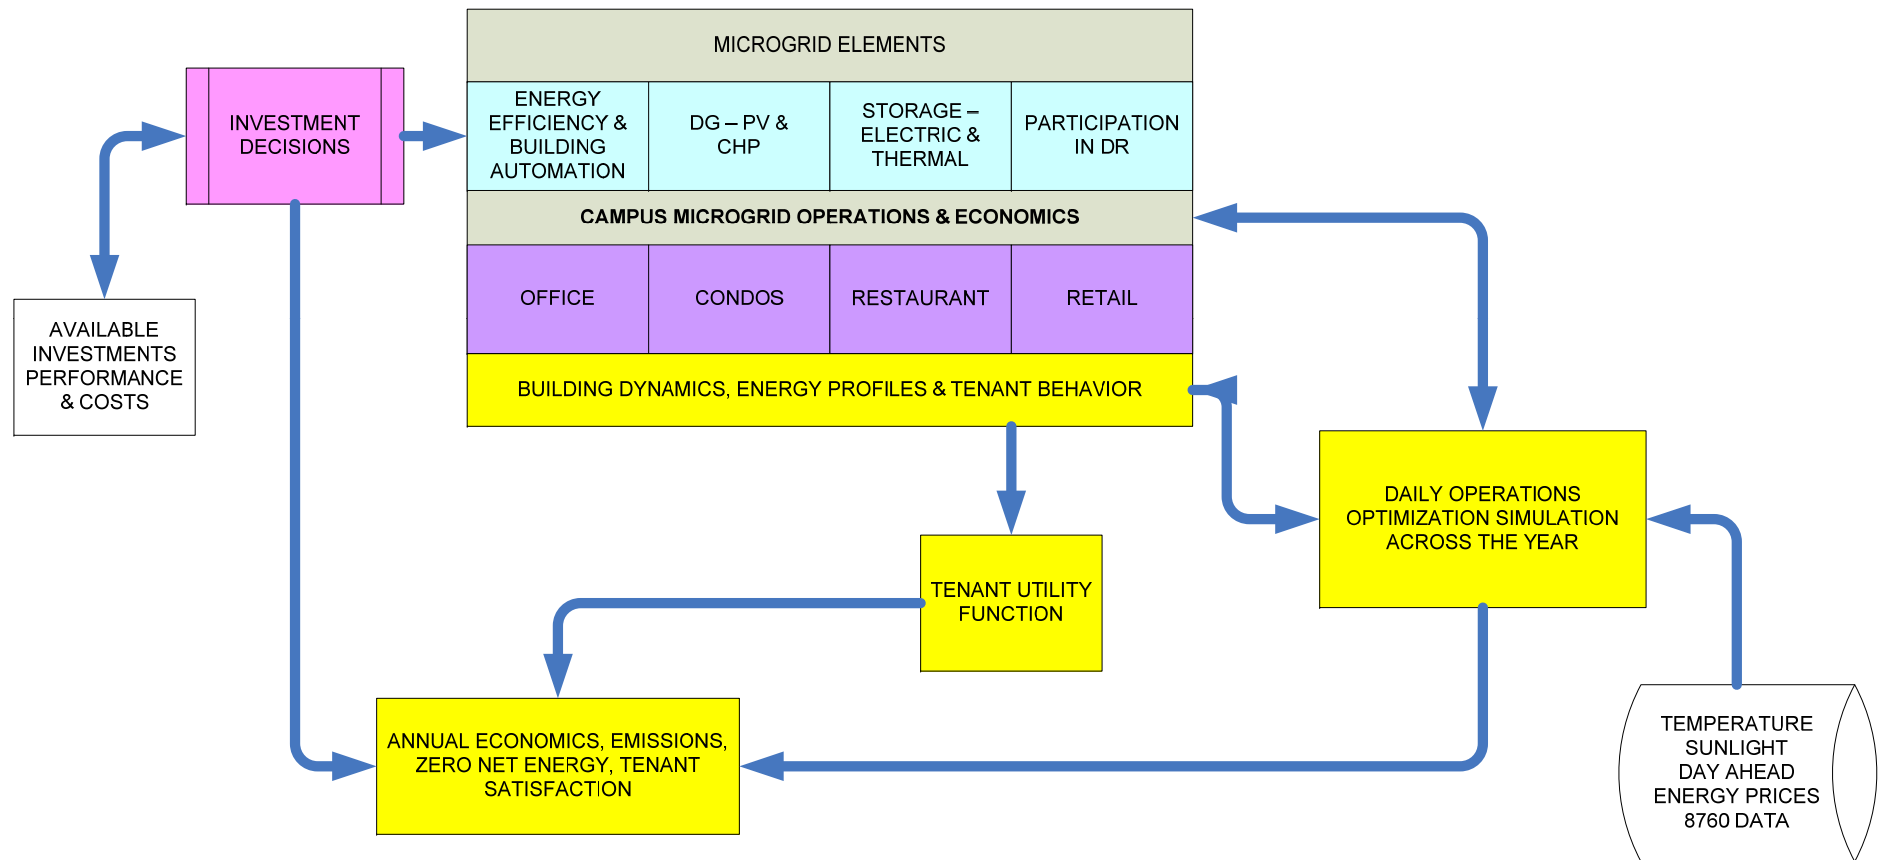 MICROGRID ELEMENTS
INVESTMENT
DECISIONS
ENERGY
EFFICIENCY &
BUILDING
AUTOMATION
DG – PV &
CHP
STORAGE –
ELECTRIC &
THERMAL
PARTICIPATION
IN DR
CAMPUS MICROGRID OPERATIONS & ECONOMICS
OFFICE
CONDOS
RESTAURANT
RETAIL
AVAILABLE
INVESTMENTS
PERFORMANCE
& COSTS
BUILDING DYNAMICS, ENERGY PROFILES & TENANT BEHAVIOR
DAILY OPERATIONS
OPTIMIZATION SIMULATION
ACROSS THE YEAR
TENANT UTILITY
FUNCTION
ANNUAL ECONOMICS, EMISSIONS,
ZERO NET ENERGY, TENANT
SATISFACTION
TEMPERATURE
SUNLIGHT
DAY AHEAD
ENERGY PRICES
8760 DATA